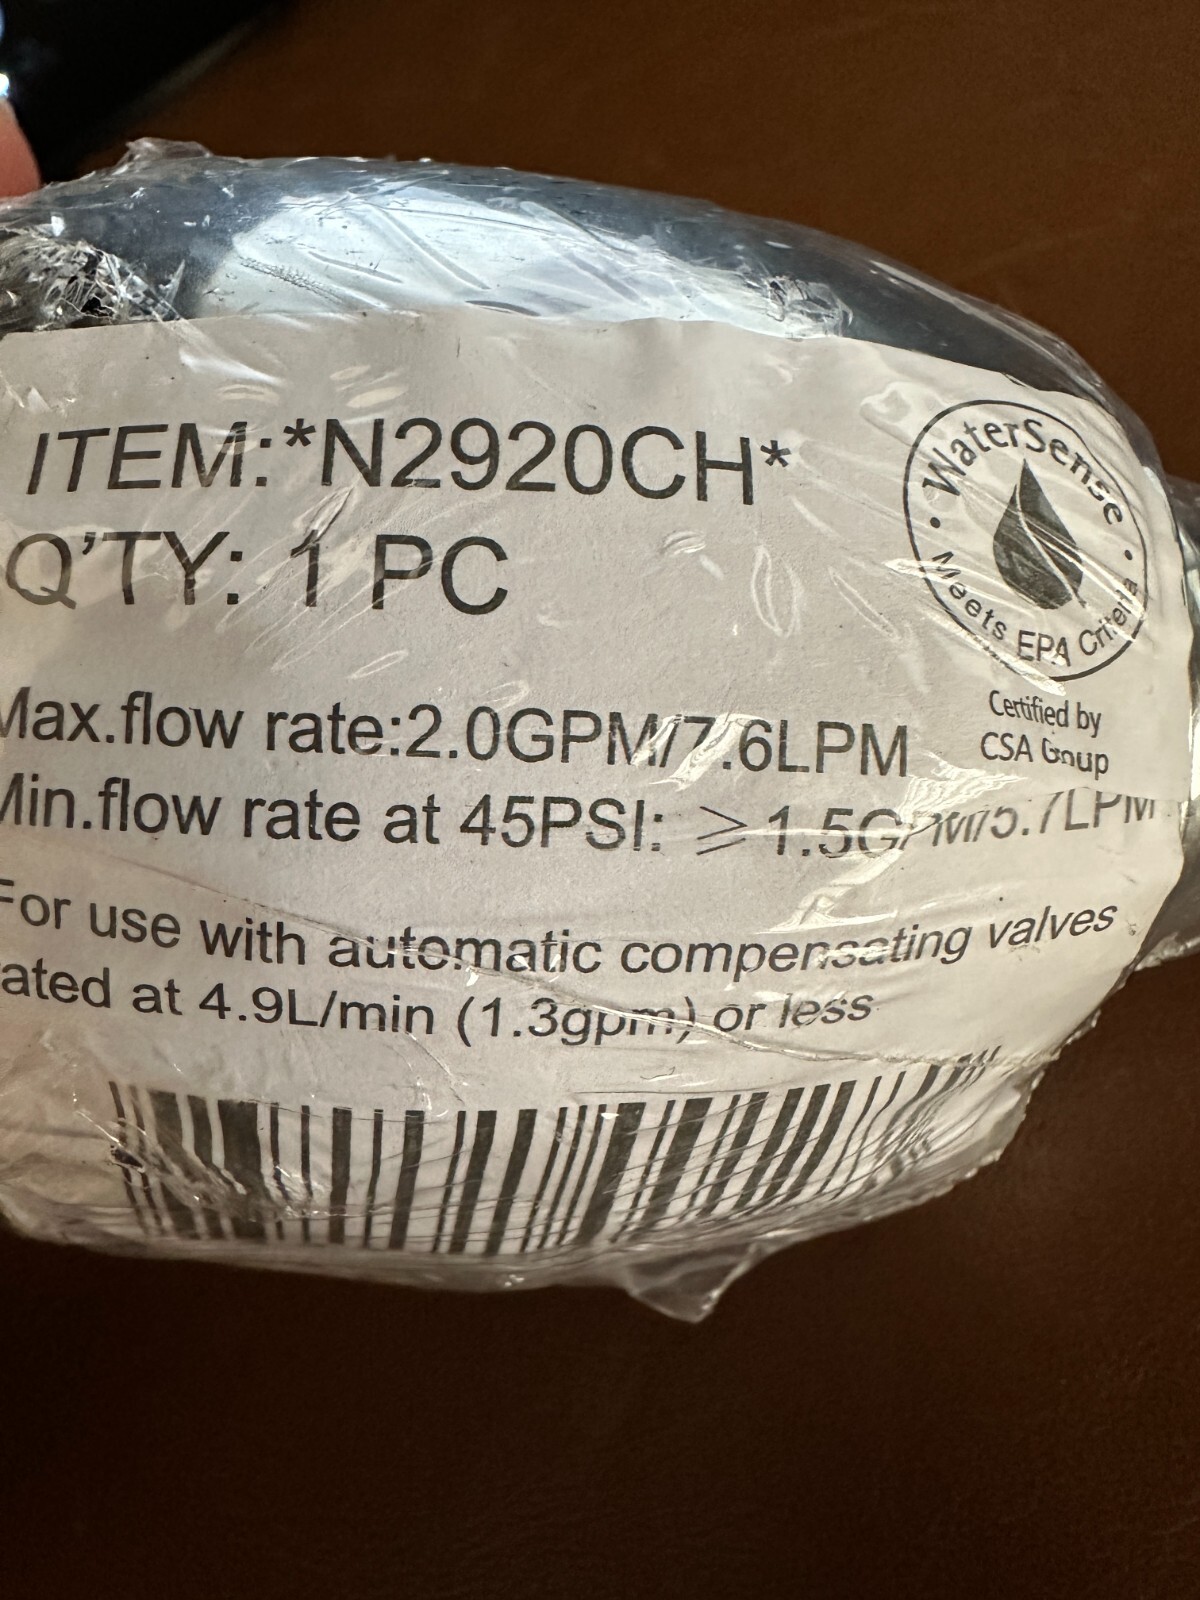 ITEM:*N2920CH*
Q'TY: 1 PC
WaterSense
Meets EPA Criteria
Certified by
CSA Group
Max.flow rate:2.0GPM/7.6LPM
Min.flow rate at 45PSI: ≥1.5GPM/5.7LPM
For use with automatic compensating valves
rated at 4.9L/min (1.3gpm) or less